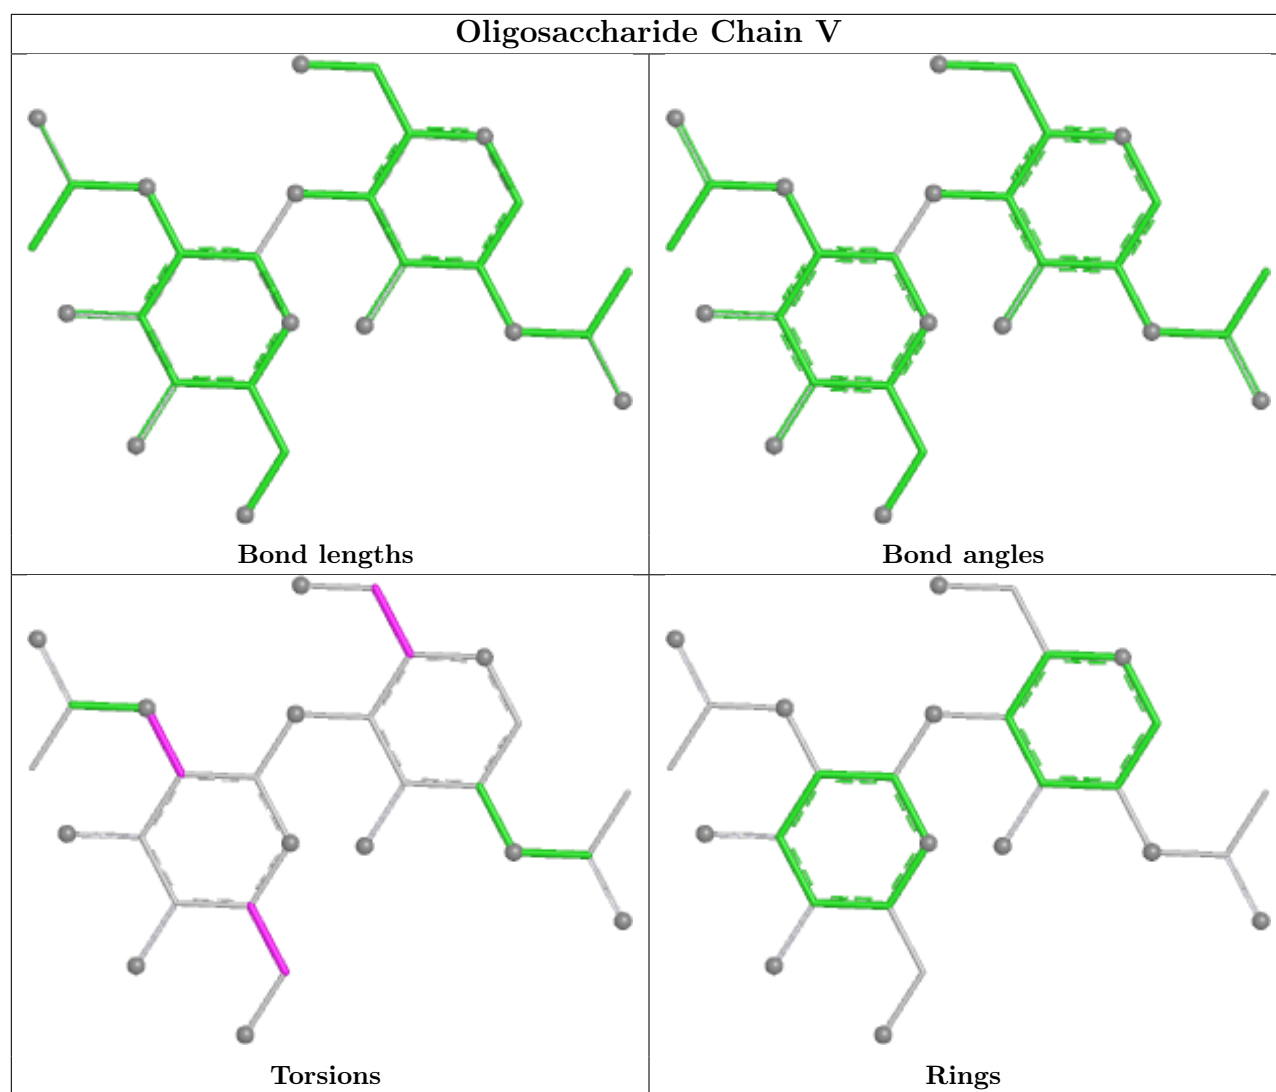 Oligosaccharide Chain V
Bond lengths
Bond angles
Torsions
Rings